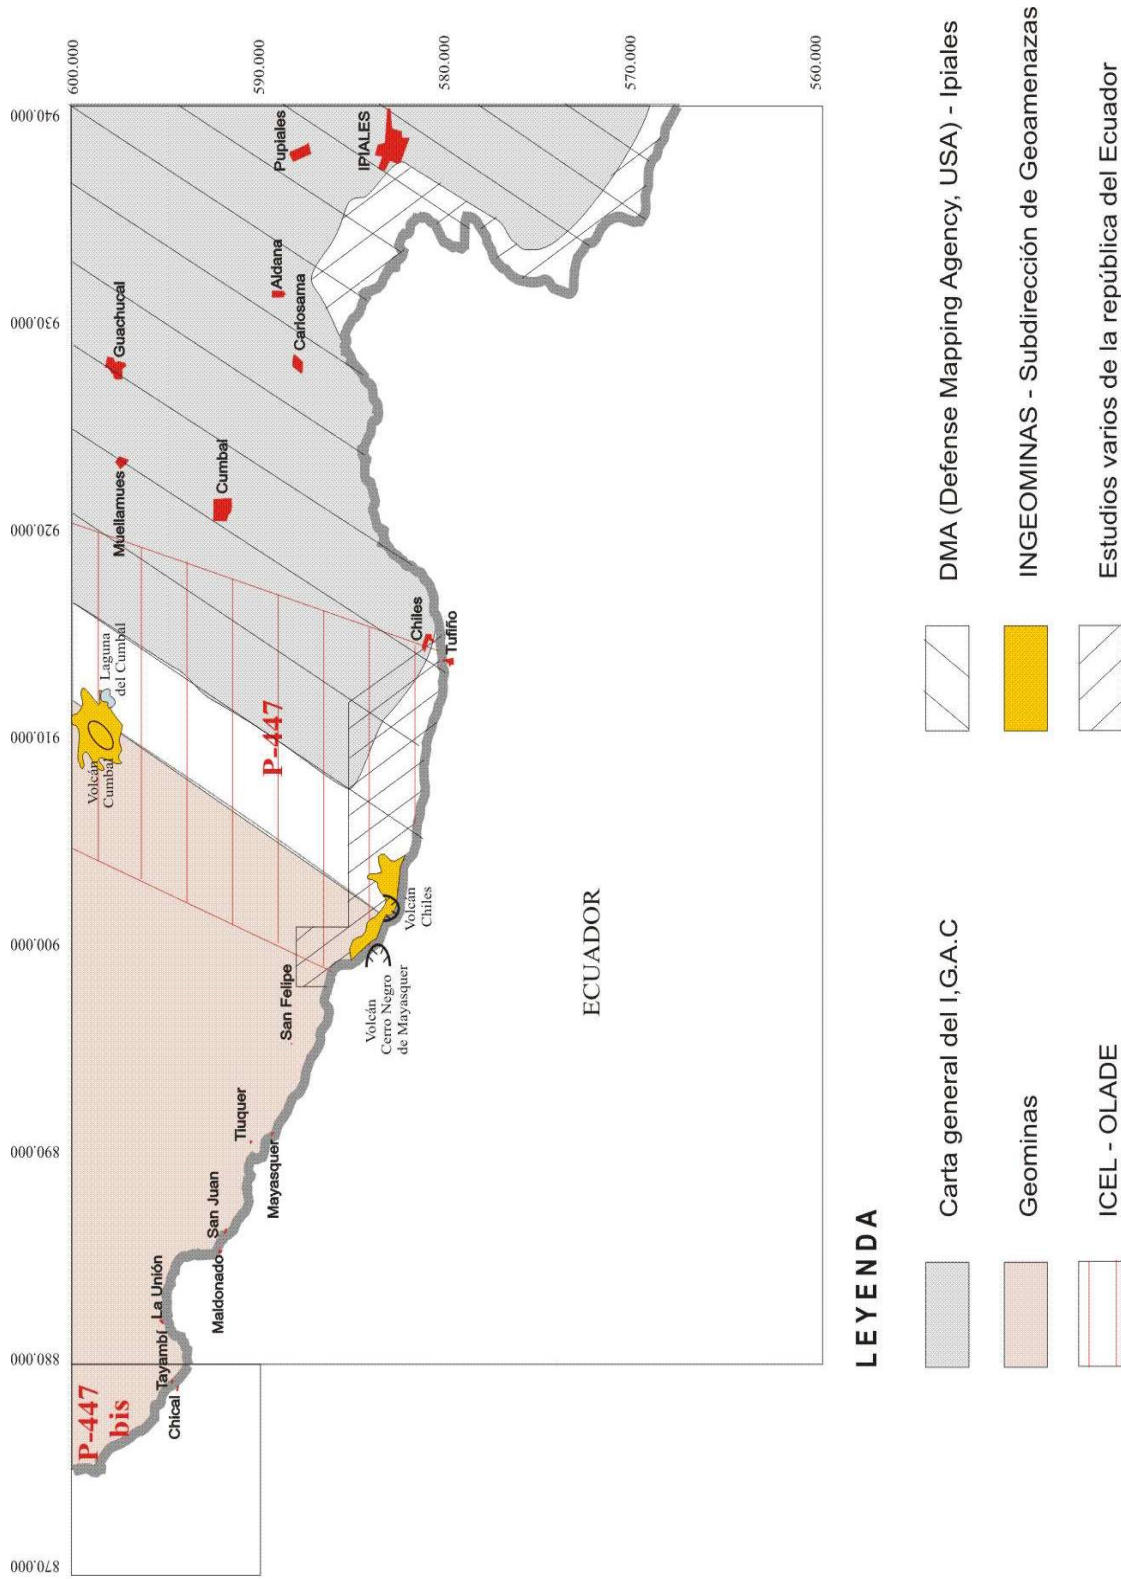 870.000
880.000
890.000
900.000
910.000
920.000
930.000
940.000
600.000
590.000
580.000
570.000
560.000
P-447
bis
Volcán
Cumbal
Laguna
del Cumbal
Muellamues
Guachucal
Chical
Tayambí
La Unión
Maldonado
San Juan
Tiuquer
Mayasquer
San Felipe
P-447
Cumbal
Carlosama
Aldana
Pupiales
IPIALES
Volcán
Cerro Negro
de Mayasquer
Volcán
Chiles
Chiles
Tufiño
ECUADOR
LEYENDA
Carta general del I,G.A.C
DMA (Defense Mapping Agency, USA) - Ipiales
Geominas
INGEOMINAS - Subdirección de Geoamenazas
ICEL - OLADE
Estudios varios de la república del Ecuador